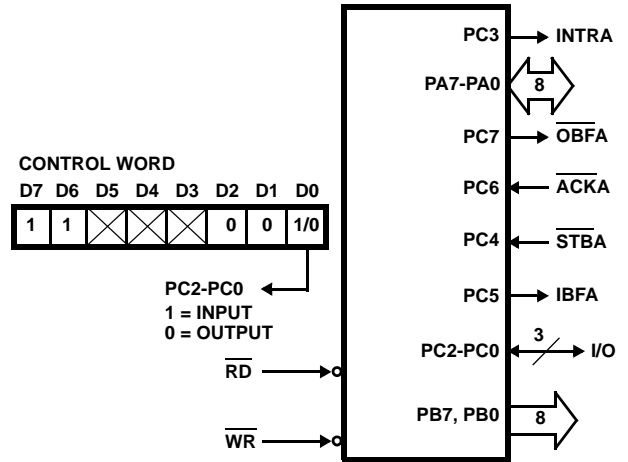 PC3 INTRA
PA7-PA0 8
PC7 OBFA
CONTROL WORD
D7 D6 D5 D4 D3 D2 D1 D0
1 1 0 0 1/0
PC6 ACKA
PC4 STBA
PC2-PC0
1 = INPUT
0 = OUTPUT
PC5 IBFA
PC2-PC0 3 I/O
RD
PB7, PB0 8
WR